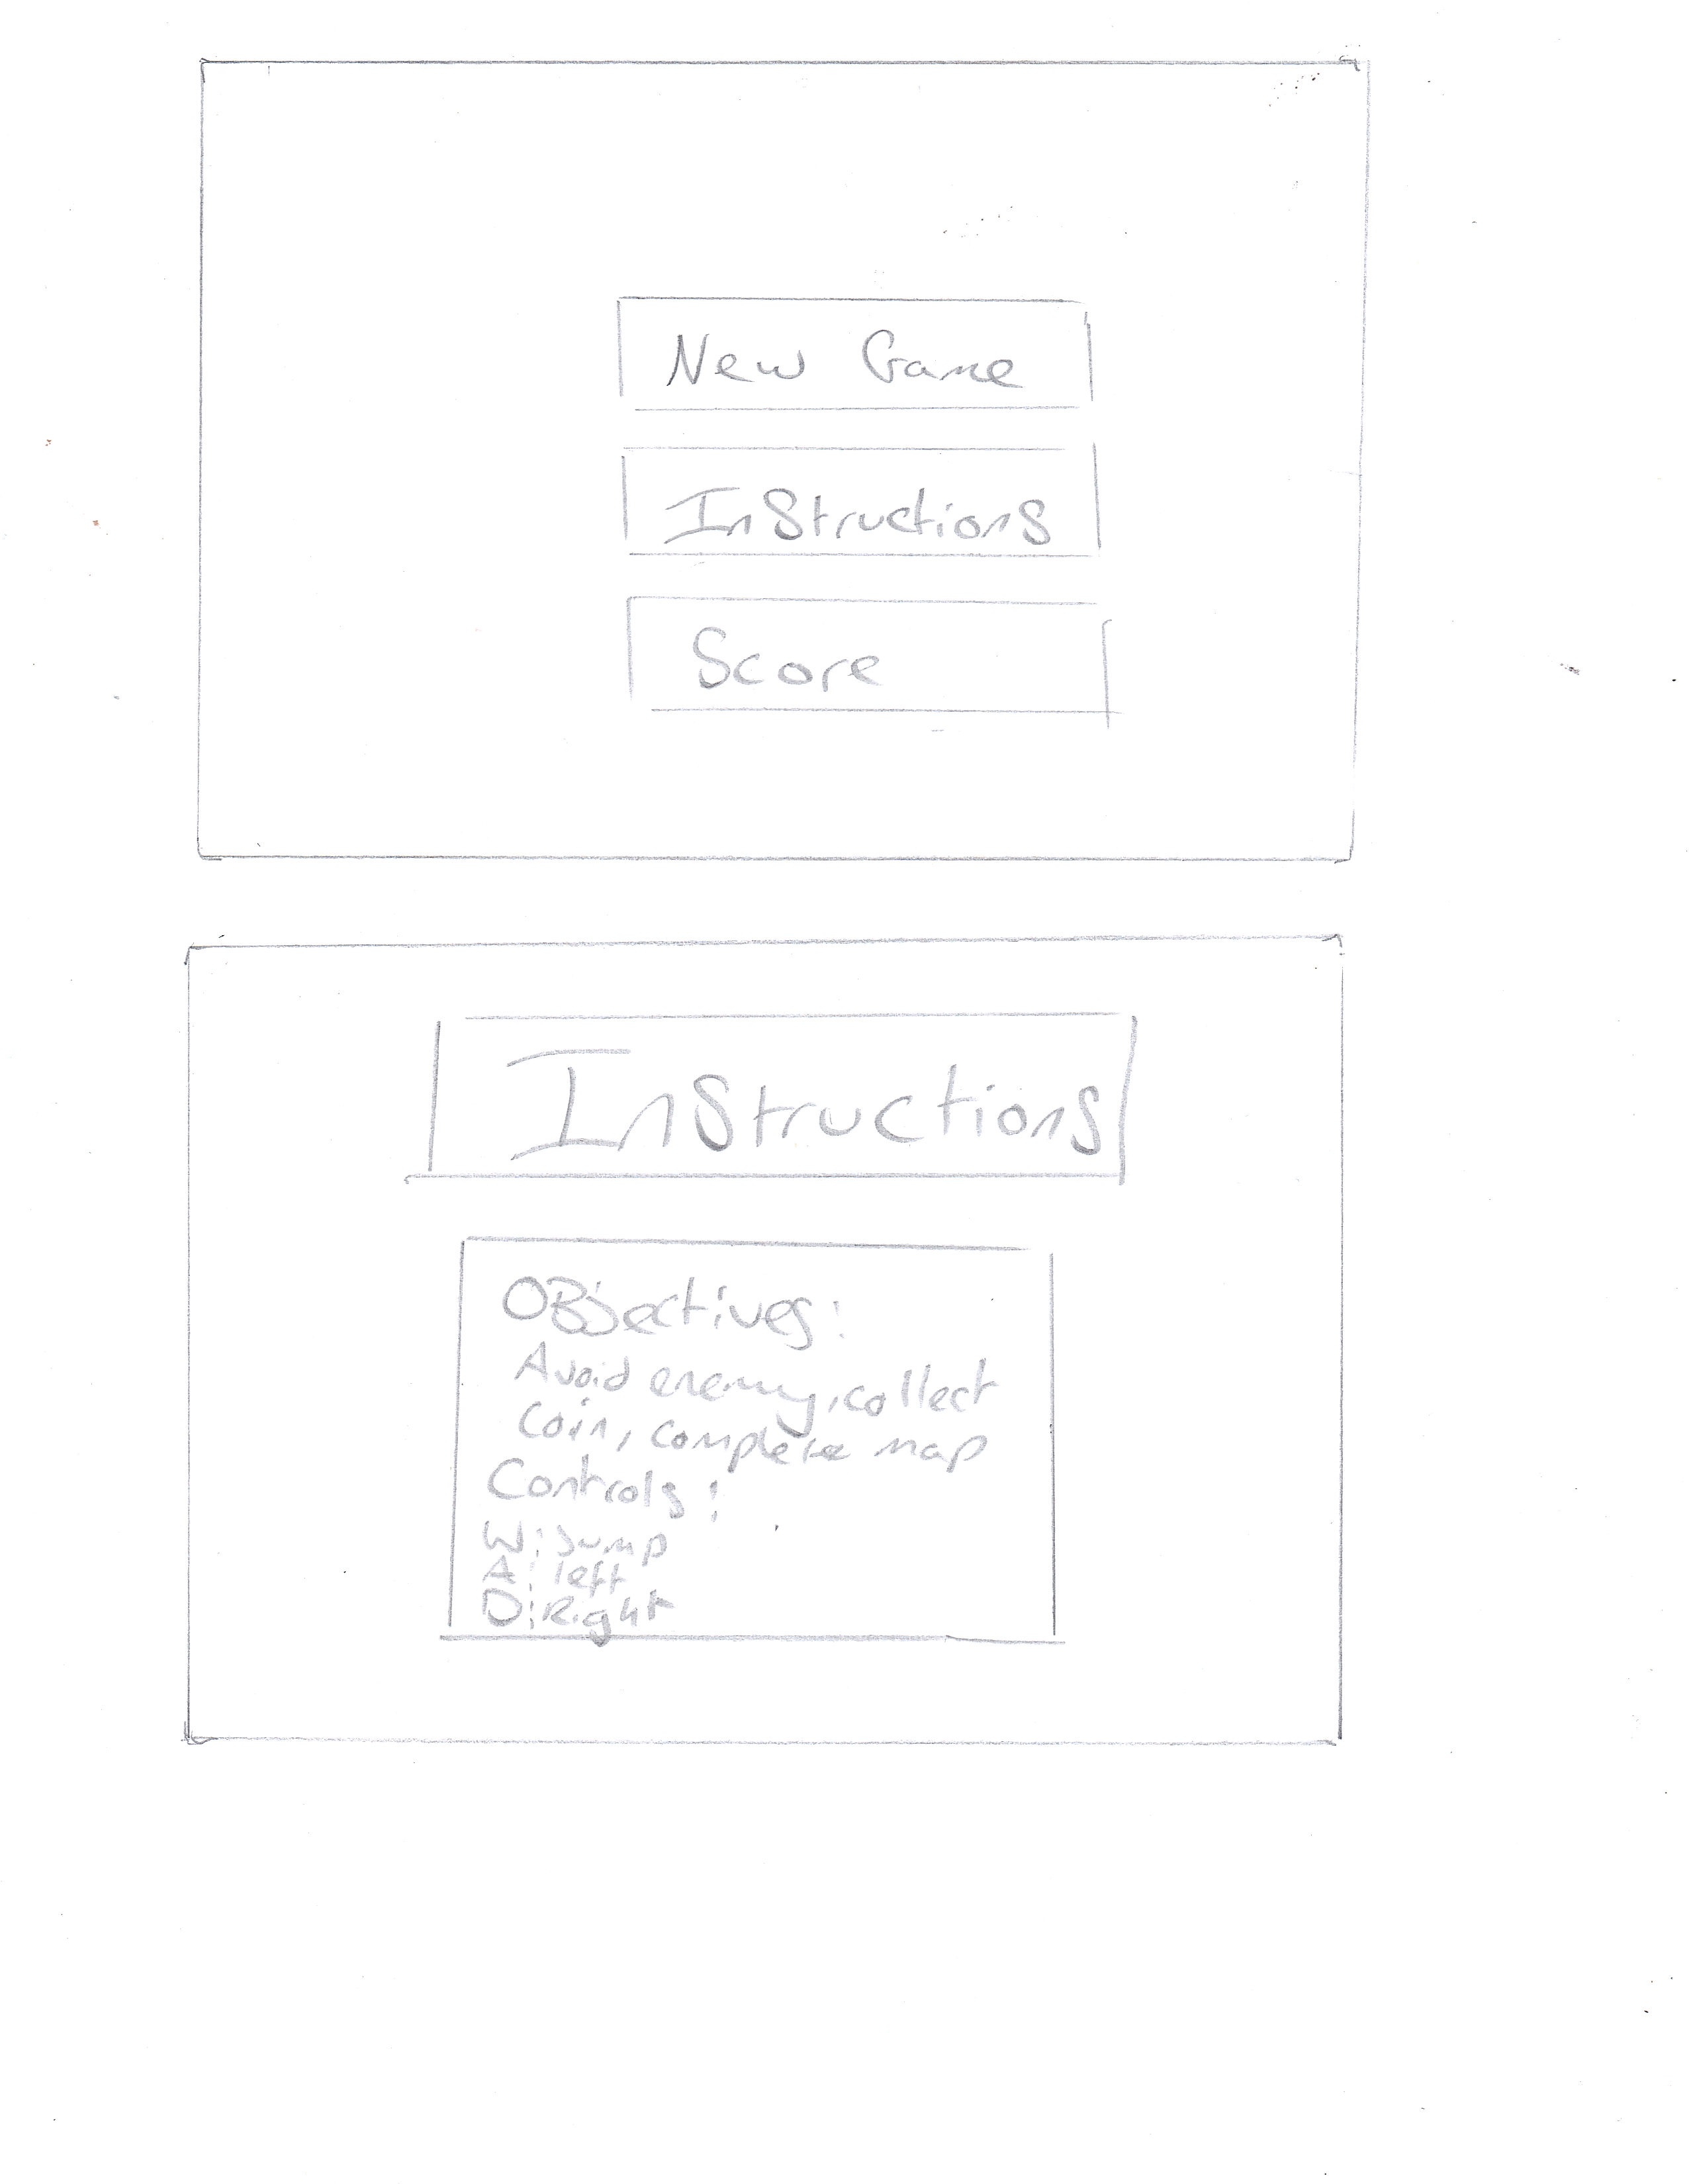 New Game
InStructions
Score
InStructions
OBjectives:
Avoid enemy, collect
Coin, complete map
Controls:
W: Jump
A: left
D: Right